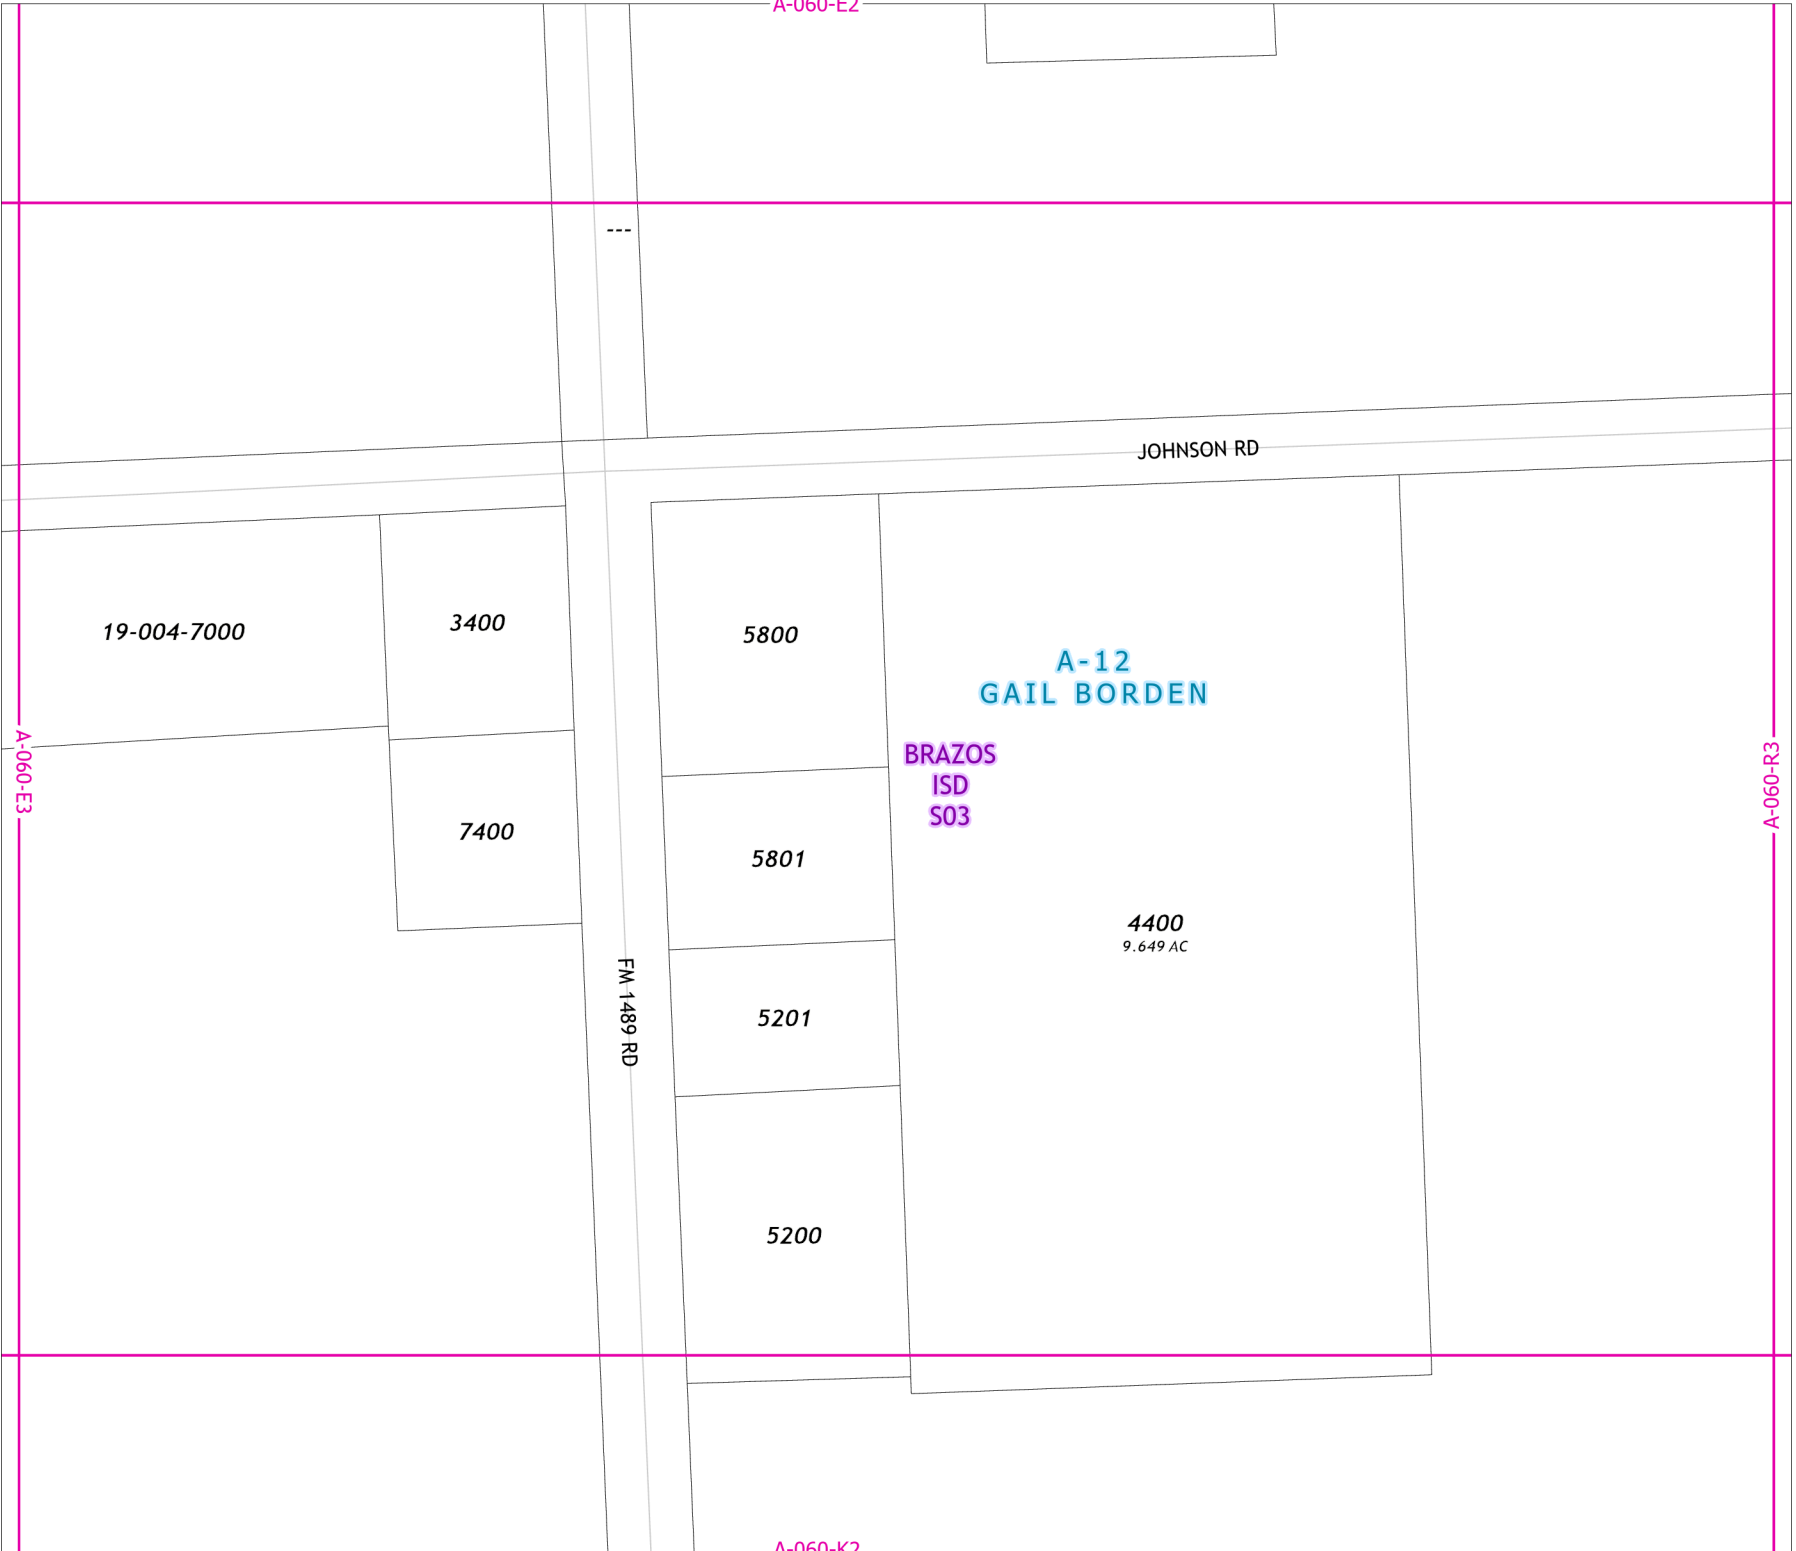 A-060-E2
---
JOHNSON RD
19-004-7000
3400
5800
A-12
GAIL BORDEN
BRAZOS
ISD
S03
A-060-E3
A-060-R3
7400
5801
4400
9.649 AC
FM 1489 RD
5201
5200
A-060-K2